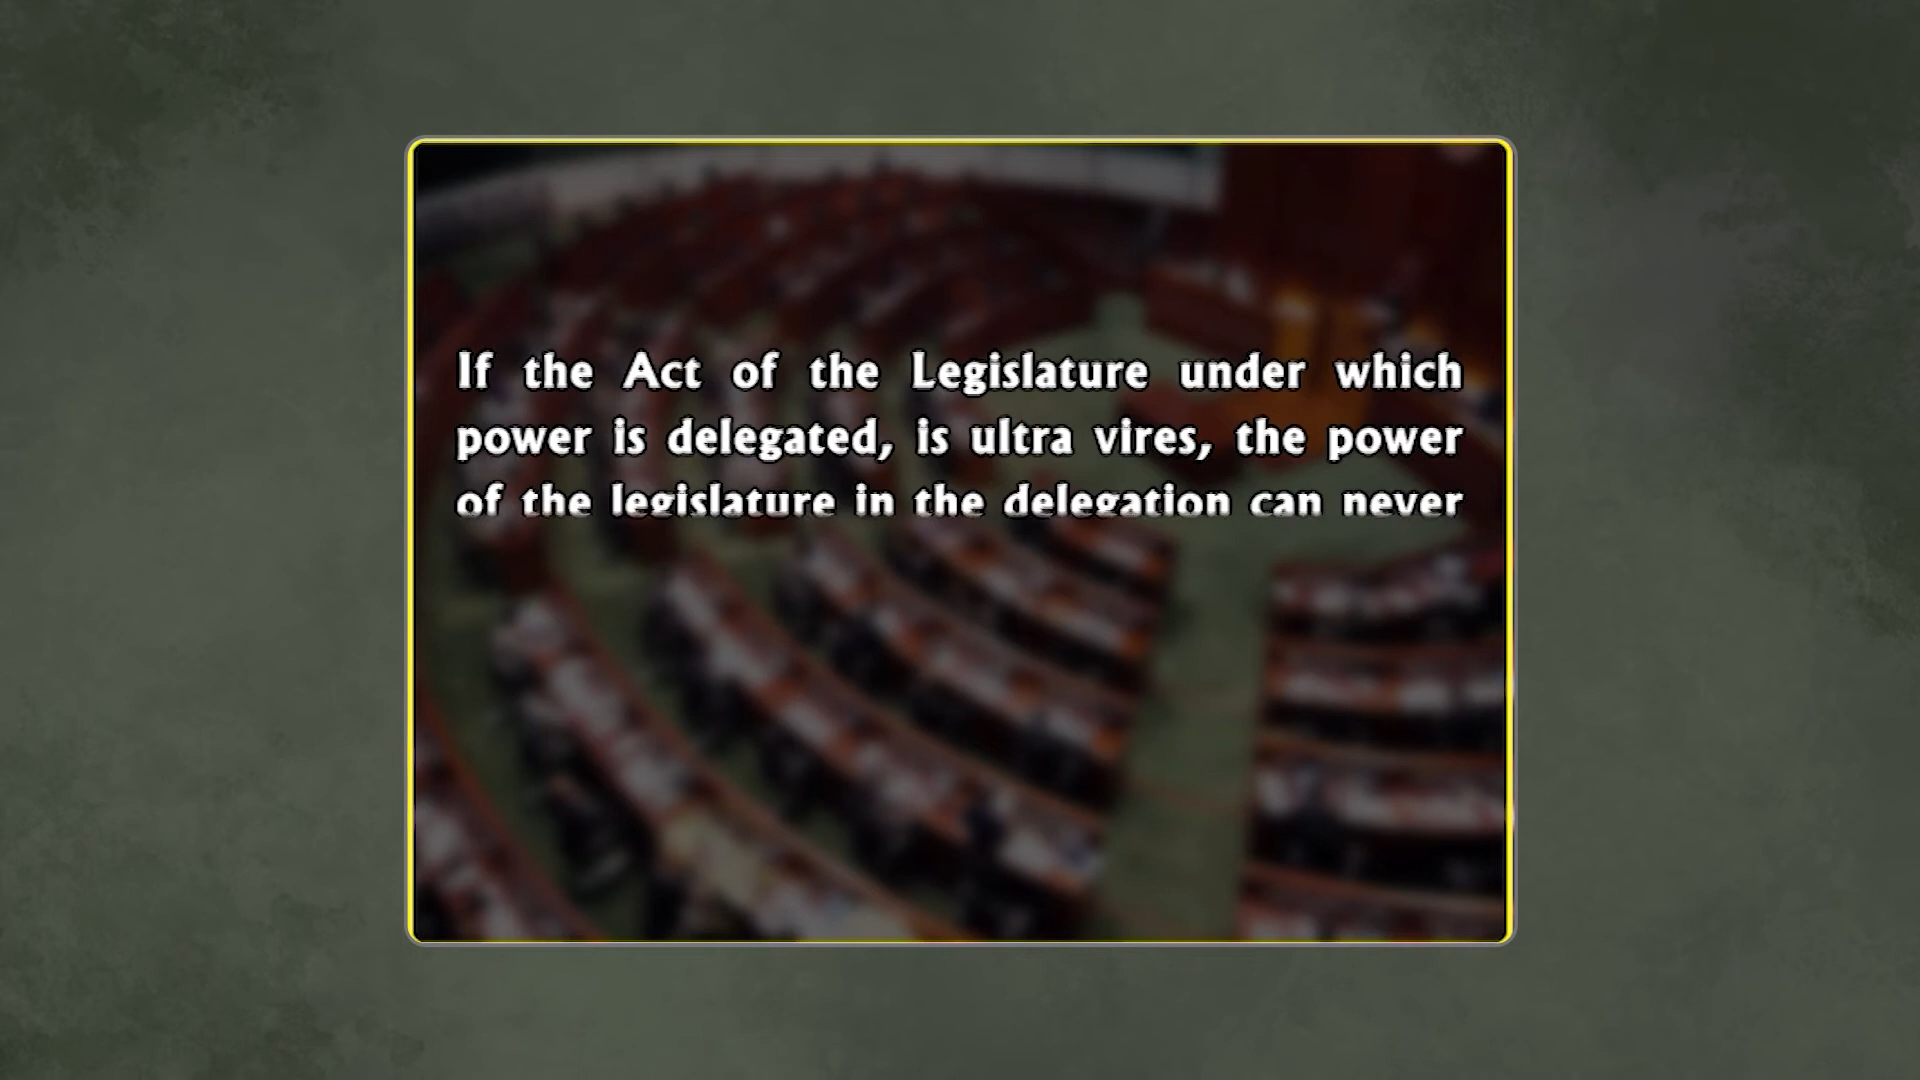 If the Act of the Legislature under which
power is delegated, is ultra vires, the power
of the legislature in the delegation can never